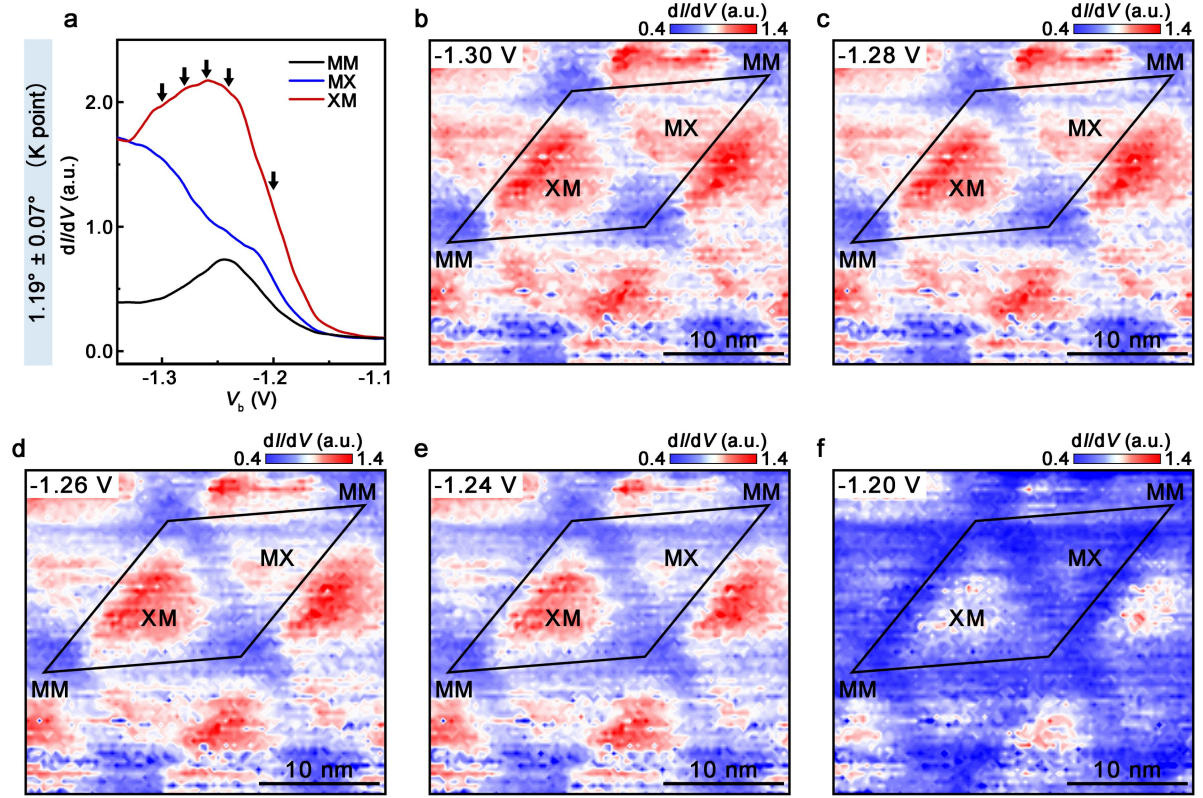 a
1.19° ± 0.07° (K point)
dI/dV (a.u.)
2.0
1.0
0.0
MM
MX
XM
-1.3
-1.2
-1.1
Vb (V)
b
dI/dV (a.u.)
0.4
1.4
-1.30 V
MM
MX
XM
MM
10 nm
c
dI/dV (a.u.)
0.4
1.4
-1.28 V
MM
MX
XM
MM
10 nm
d
dI/dV (a.u.)
0.4
1.4
-1.26 V
MM
MX
XM
MM
10 nm
e
dI/dV (a.u.)
0.4
1.4
-1.24 V
MM
MX
XM
MM
10 nm
f
dI/dV (a.u.)
0.4
1.4
-1.20 V
MM
MX
XM
MM
10 nm